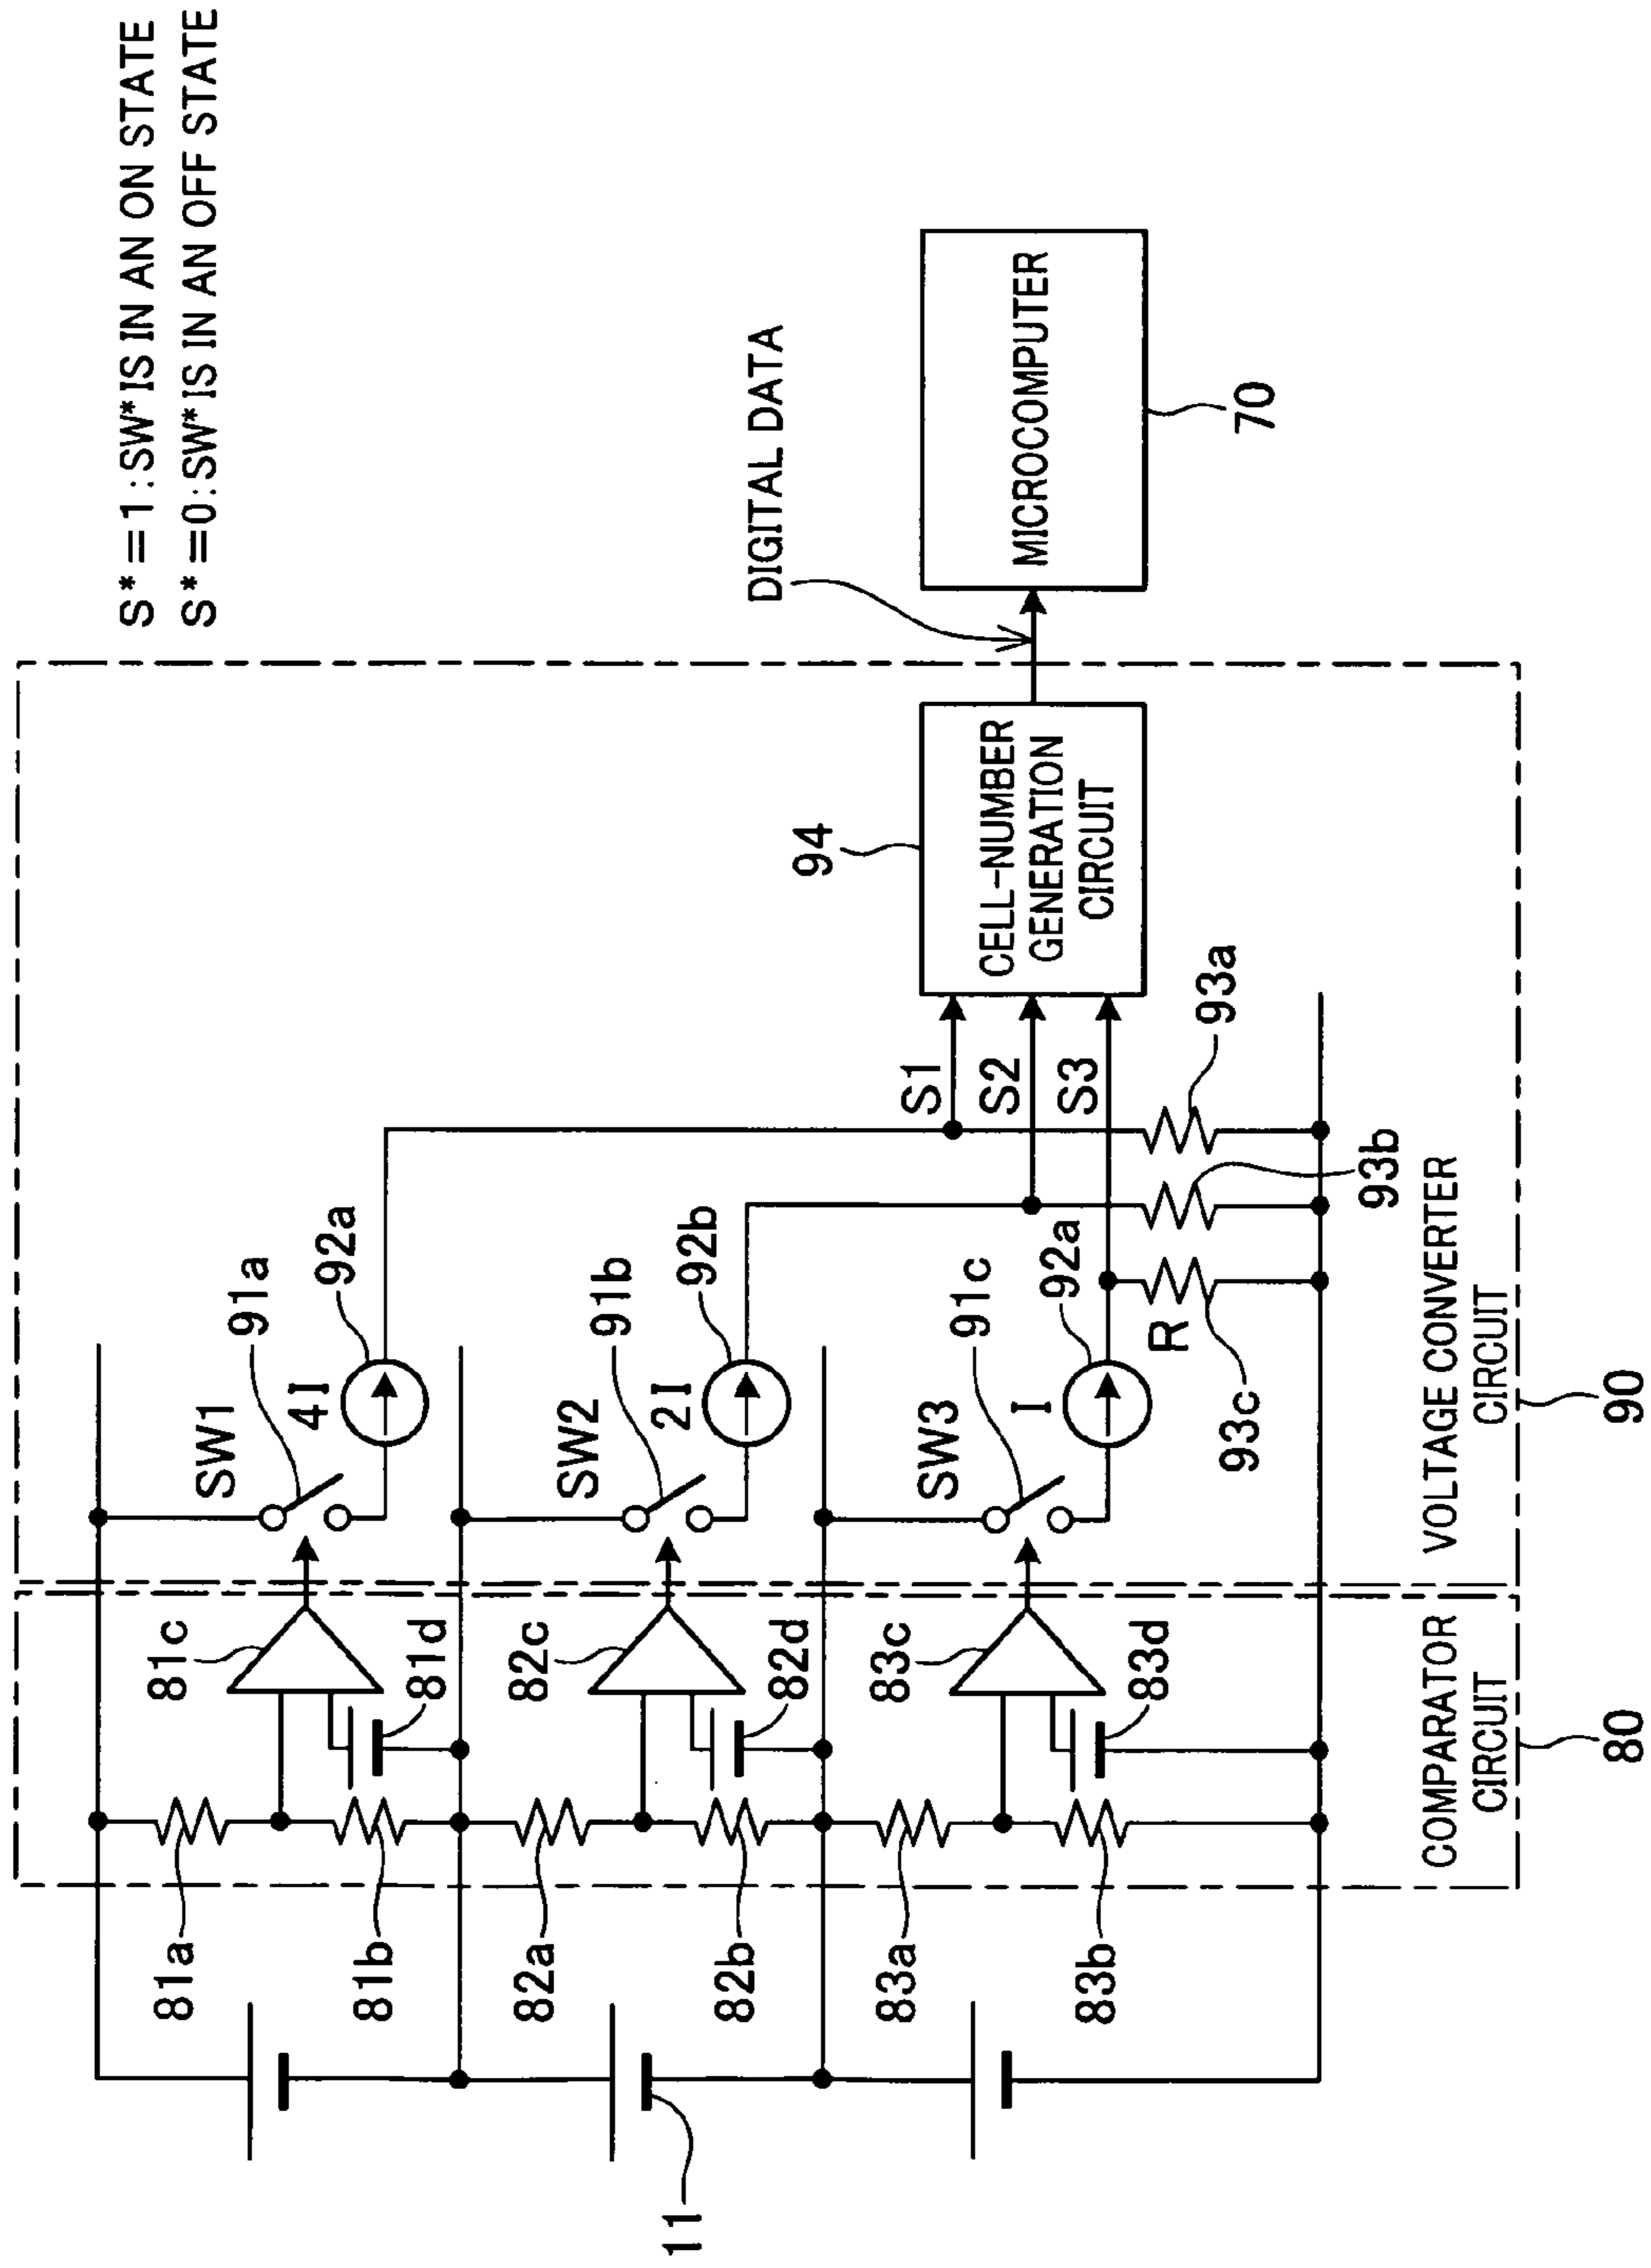 S*=1:SW*IS IN AN ON STATE
S*=0:SW*IS IN AN OFF STATE
SW1
91a
4I
92a
SW2
91b
2I
92b
SW3
91c
I
92a
R
93c
93b
93a
S1
S2
S3
94
CELL-NUMBER
GENERATION
CIRCUIT
DIGITAL DATA
MICROCOMPUTER
70
81c
81d
82c
82d
83c
83d
81a
81b
82a
82b
83a
83b
11
COMPARATOR
CIRCUIT
80
VOLTAGE CONVERTER
CIRCUIT
90